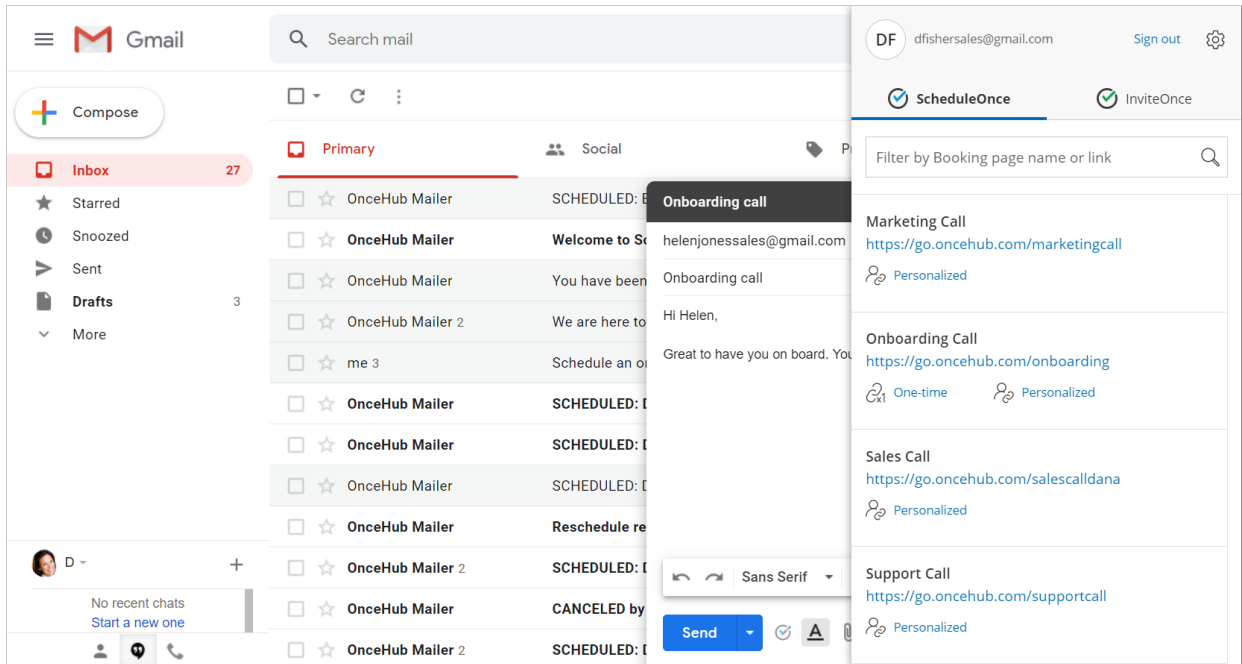 Gmail
Search mail
Compose
Inbox 27
Starred
Snoozed
Sent
Drafts 3
More
D
No recent chats
Start a new one
Primary
Social
OnceHub Mailer SCHEDULED:
OnceHub Mailer Welcome to
OnceHub Mailer You have been
OnceHub Mailer 2 We are here to
me 3 Schedule an
OnceHub Mailer SCHEDULED:
OnceHub Mailer SCHEDULED:
OnceHub Mailer SCHEDULED:
OnceHub Mailer Reschedule
OnceHub Mailer 2 SCHEDULED:
OnceHub Mailer CANCELED by
OnceHub Mailer 2 SCHEDULED:
Onboarding call
helenjonessales@gmail.com
Onboarding call
Hi Helen,
Great to have you on board.
Sans Serif
Send
A
DF dfishersales@gmail.com Sign out
ScheduleOnce InviteOnce
Filter by Booking page name or link
Marketing Call
https://go.oncehub.com/marketingcall
Personalized
Onboarding Call
https://go.oncehub.com/onboarding
x1 One-time Personalized
Sales Call
https://go.oncehub.com/salescalldana
Personalized
Support Call
https://go.oncehub.com/supportcall
Personalized